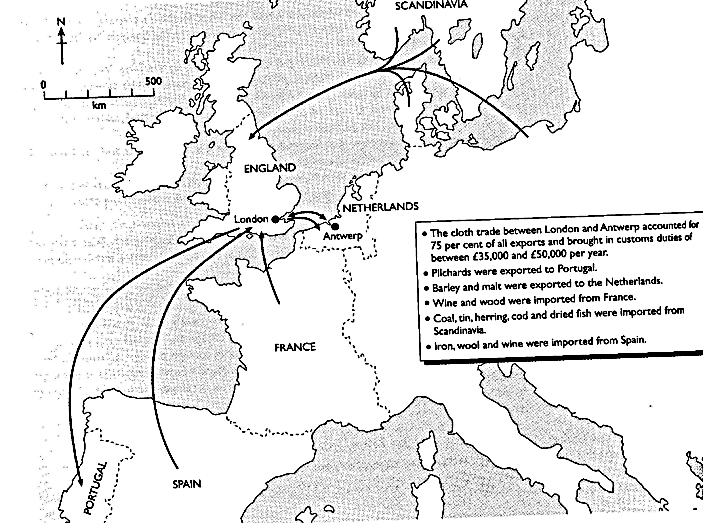 SCANDINAVIA
N
0
500
km
ENGLAND
London
NETHERLANDS
Antwerp
• The cloth trade between London and Antwerp accounted for
75 per cent of all exports and brought in customs duties of
between £35,000 and £50,000 per year.
• Pilchards were exported to Portugal.
• Barley and malt were exported to the Netherlands.
• Wine and wood were imported from France.
• Coal, tin, herring, cod and dried fish were imported from
Scandinavia.
• Iron, wool and wine were imported from Spain.
FRANCE
PORTUGAL
SPAIN